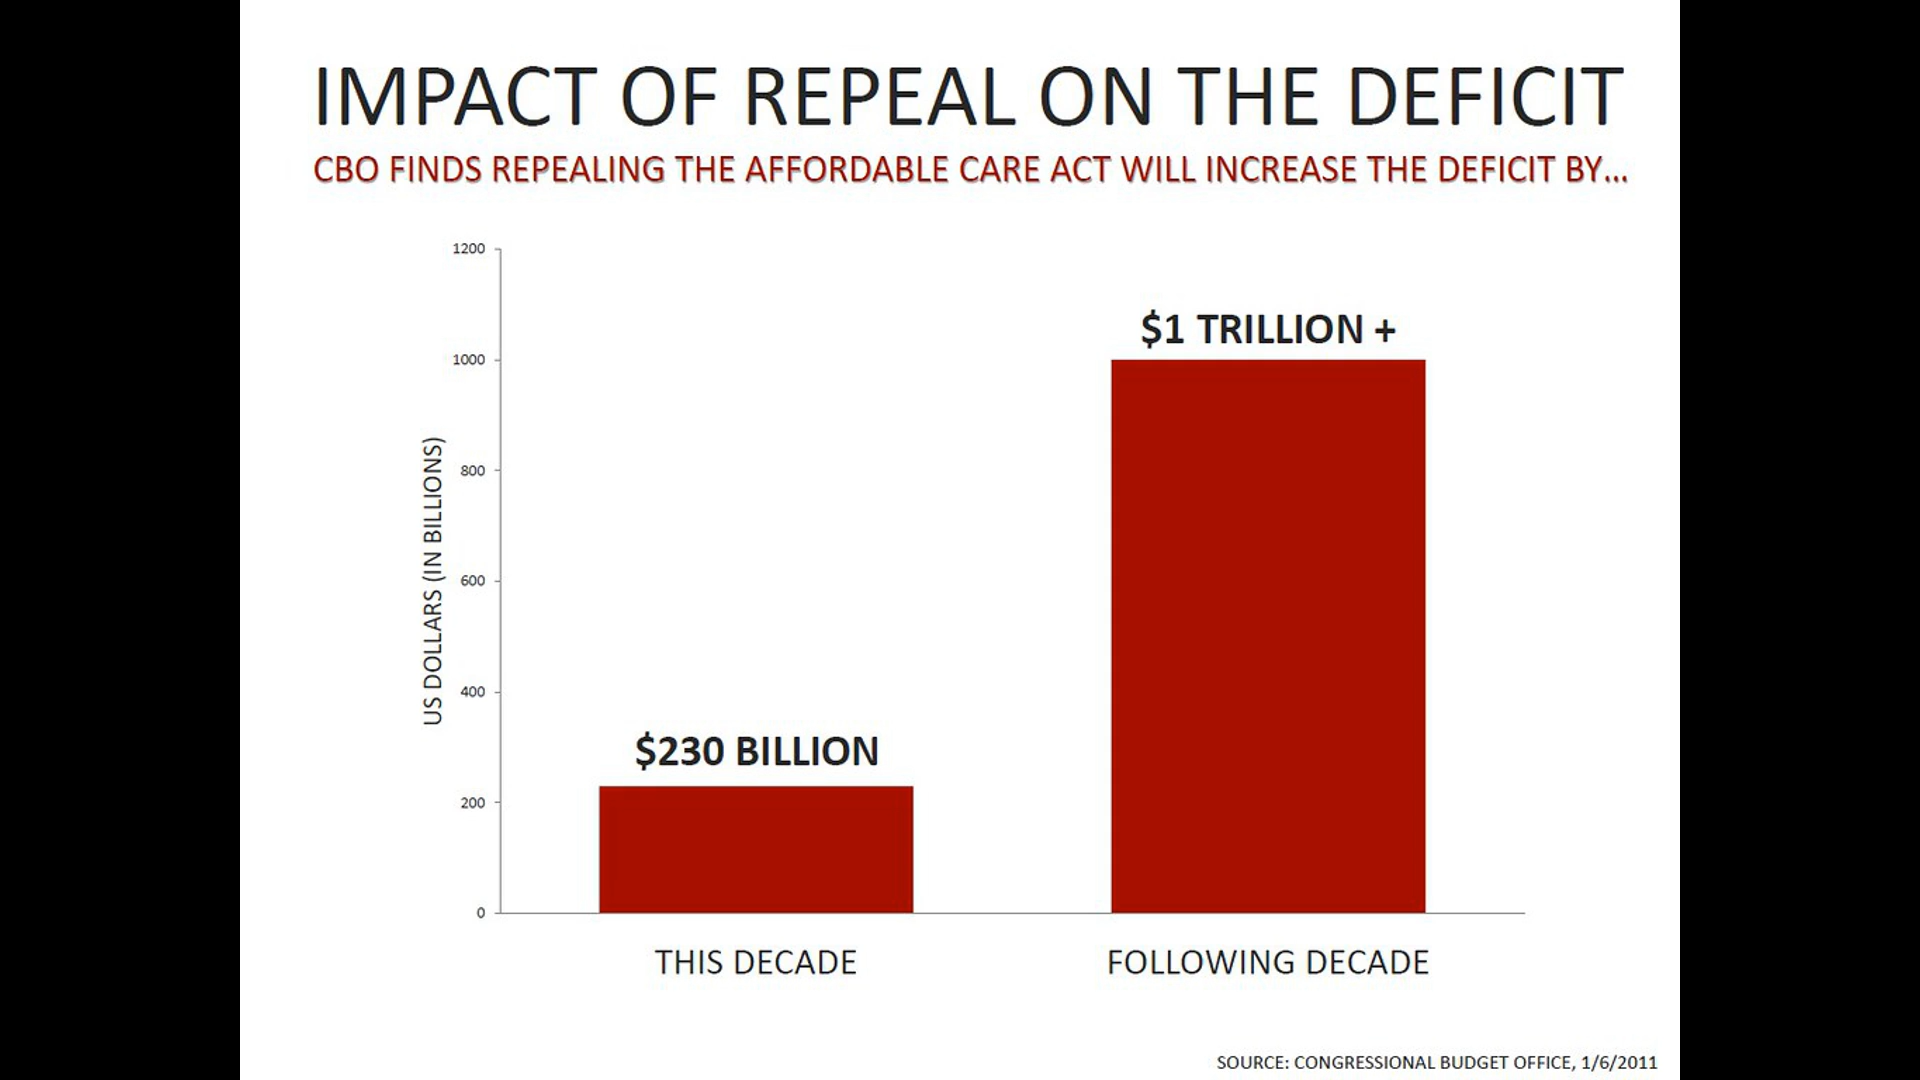 IMPACT OF REPEAL ON THE DEFICIT
CBO FINDS REPEALING THE AFFORDABLE CARE ACT WILL INCREASE THE DEFICIT BY...
US DOLLARS (IN BILLIONS)
1200
1000
800
600
400
200
0
$230 BILLION
$1 TRILLION +
THIS DECADE
FOLLOWING DECADE
SOURCE: CONGRESSIONAL BUDGET OFFICE, 1/6/2011